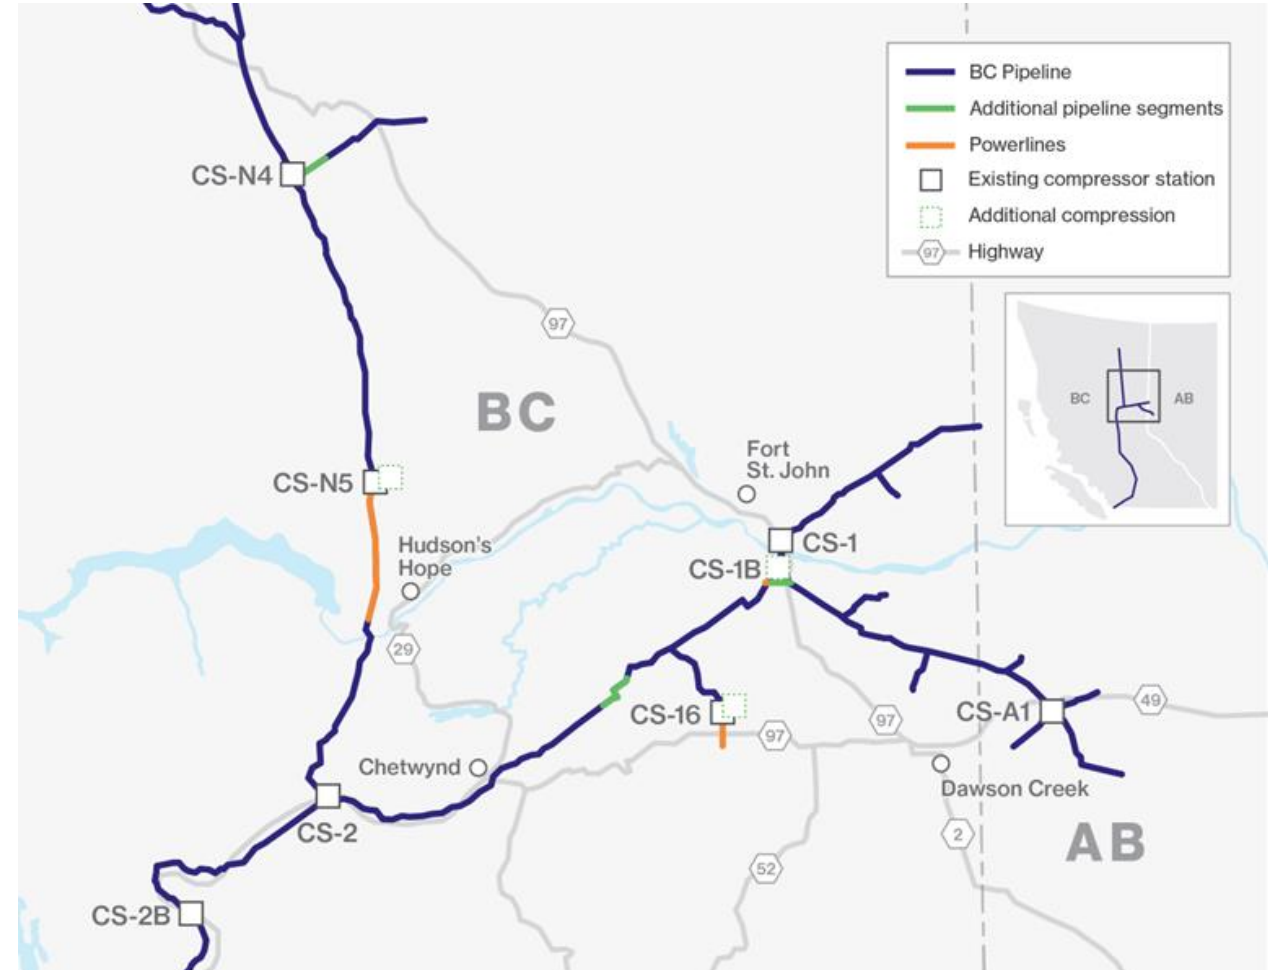 BC Pipeline
Additional pipeline segments
Powerlines
Existing compressor station
Additional compression
97
Highway
CS-N4
97
BC
BC
AB
Fort
St. John
CS-N5
CS-1
Hudson's
Hope
CS-1B
29
CS-16
97
97
CS-A1
49
Chetwynd
Dawson Creek
CS-2
2
AB
52
CS-2B